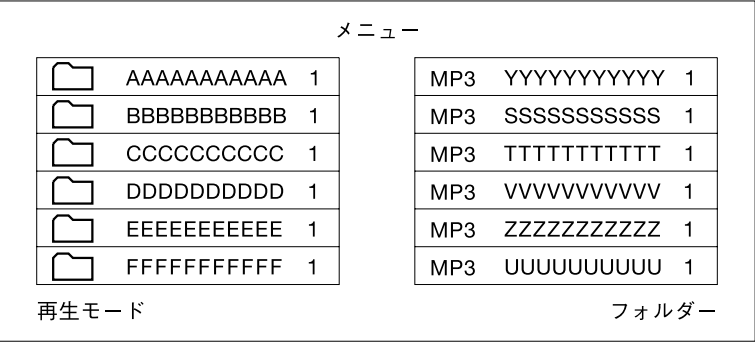 メニュー
AAAAAAAAAAA 1
BBBBBBBBBBB 1
CCCCCCCCCC 1
DDDDDDDDDD 1
EEEEEEEEEEE 1
FFFFFFFFFFF 1
MP3 YYYYYYYYYYY 1
MP3 SSSSSSSSSSS 1
MP3 TTTTTTTTTTT 1
MP3 VVVVVVVVVVV 1
MP3 ZZZZZZZZZZZ 1
MP3 UUUUUUUUUU 1
再生モード
フォルダー